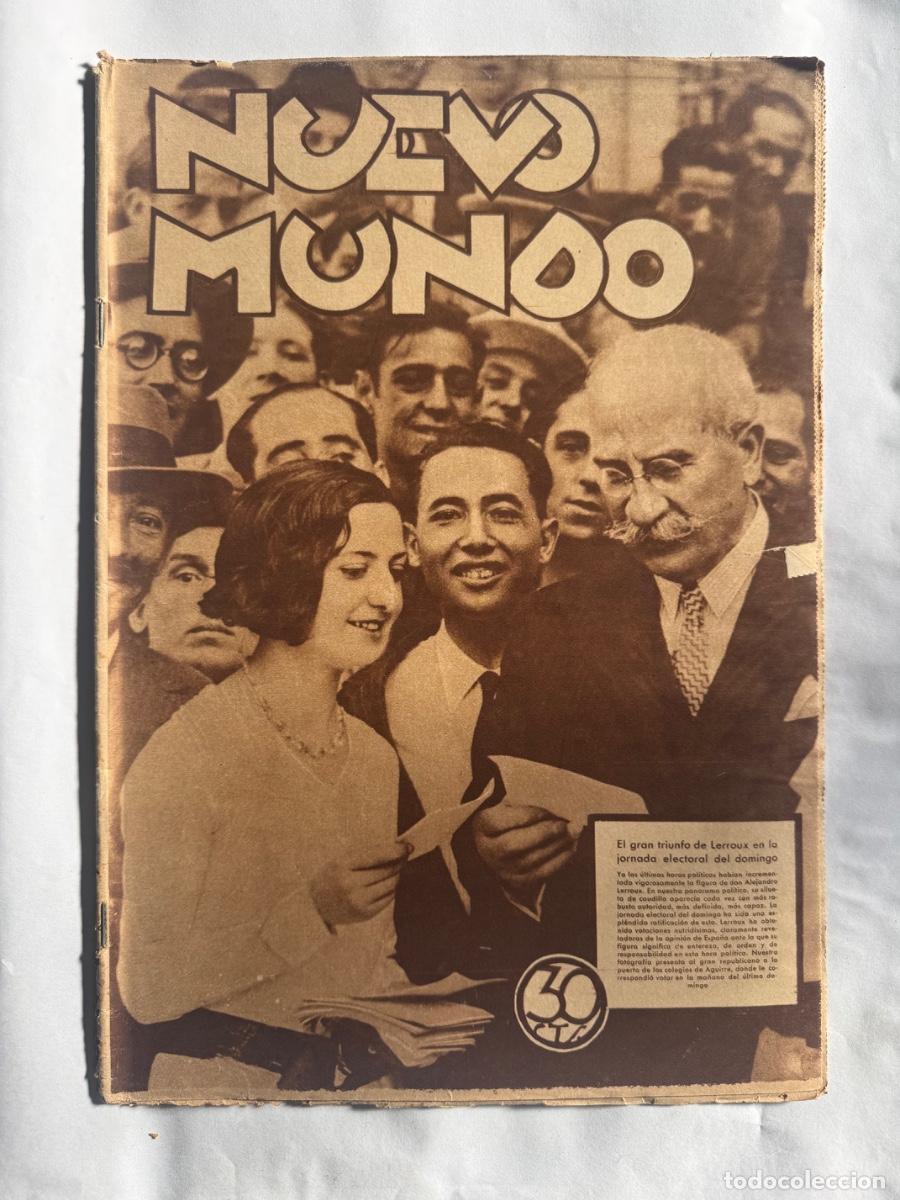 NUEVO
MUNDO
El gran triunfo de Lerroux en la
jornada electoral del domingo
Ya las últimas horas políticas habían incremen-
tado vigorosamente la figura de don Alejandro
Lerroux. En nuestro panorama político, su silue-
ta de caudillo aparecía cada vez con más ro-
busta autoridad, más definida, más capaz. La
jornada electoral del domingo ha sido una es-
pléndida ratificación de esto. Lerroux ha obte-
nido votaciones nutridísimas, claramente reve-
ladoras de la opinión de España ante lo que su
figura significa de entereza, de orden y de
responsabilidad en esta hora política. Nuestra
fotografía presenta al gran republicano a la
puerta de los colegios de Aguirre, donde le co-
rrespondió votar en la mañana del último do-
mingo
30
CTS
todocoleccion